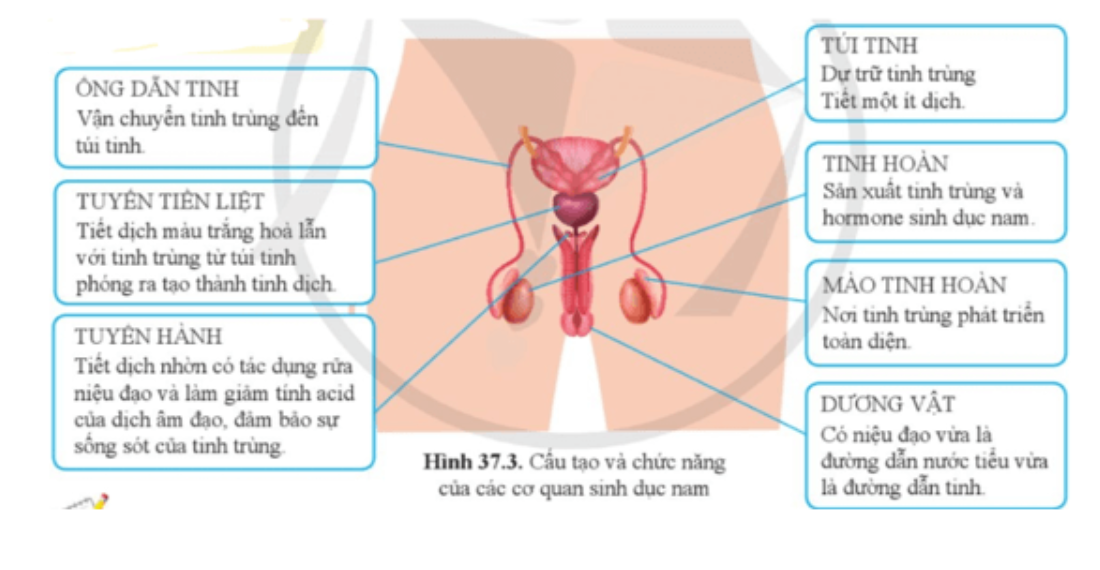 ỐNG DẪN TINH
Vận chuyển tinh trùng đến
túi tinh.
TUYẾN TIỀN LIỆT
Tiết dịch màu trắng hoà lẫn
với tinh trùng từ túi tinh
phóng ra tạo thành tinh dịch.
TUYẾN HÀNH
Tiết dịch nhờn có tác dụng rửa
niệu đạo và làm giảm tính acid
của dịch âm đạo, đảm bảo sự
sống sót của tinh trùng.
TÚI TINH
Dự trữ tinh trùng
Tiết một ít dịch.
TINH HOÀN
Sản xuất tinh trùng và
hormone sinh dục nam.
MÀO TINH HOÀN
Nơi tinh trùng phát triển
toàn diện.
DƯƠNG VẬT
Có niệu đạo vừa là
đường dẫn nước tiểu vừa
là đường dẫn tinh.
Hình 37.3. Cấu tạo và chức năng
của các cơ quan sinh dục nam